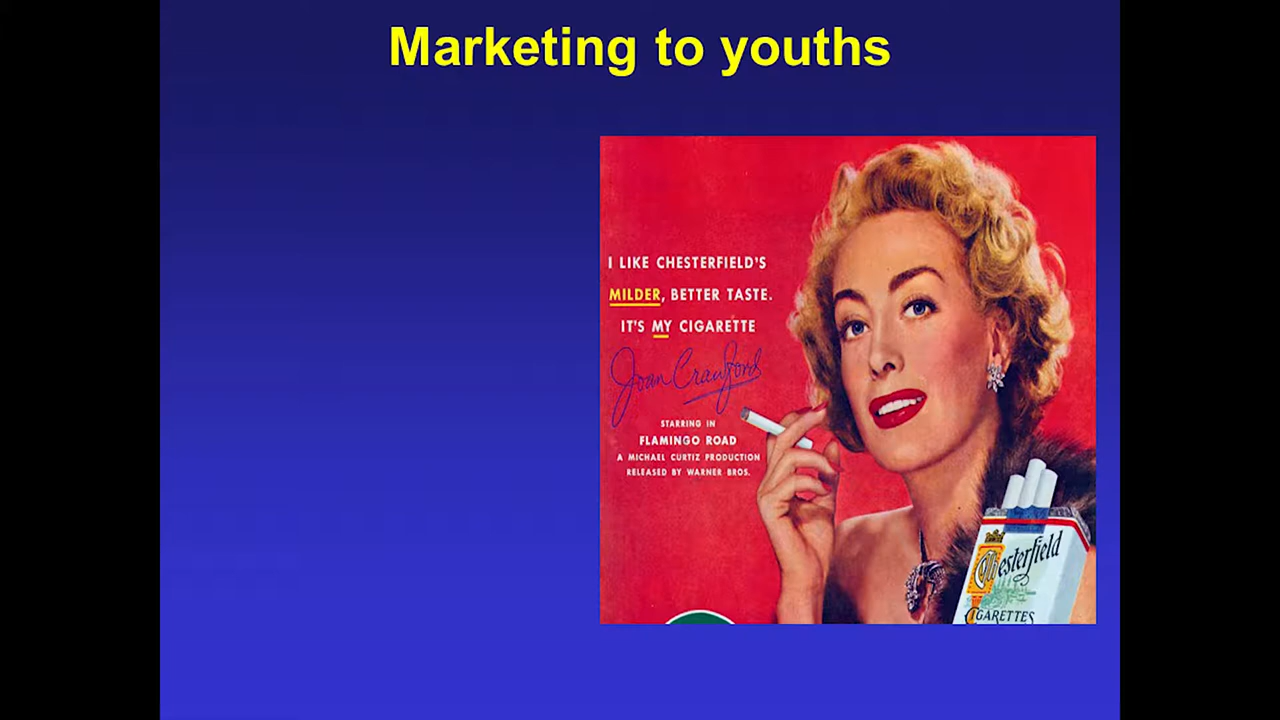 Marketing to youths
I LIKE CHESTERFIELD'S
MILDER, BETTER TASTE.
IT'S MY CIGARETTE
Joan Crawford
STARRING IN
FLAMINGO ROAD
A MICHAEL CURTIZ PRODUCTION
RELEASED BY WARNER BROS.
Chesterfield
CIGARETTES